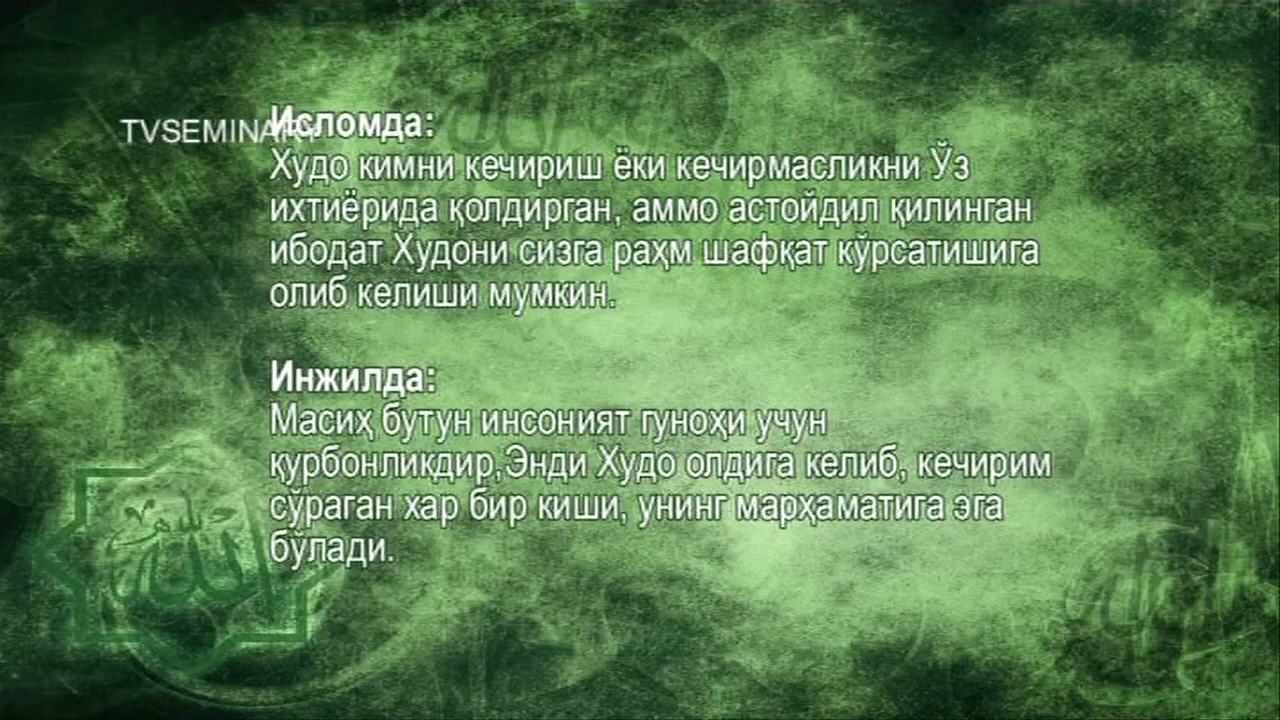 TVSEMINARY
Исломда:
Худо кимни кечириш ёки кечирмасликни Ўз
ихтиёрида қолдирган, аммо астойдил қилинган
ибодат Худони сизга раҳм шафқат кўрсатишига
олиб келиши мумкин.
Инжилда:
Масиҳ бутун инсоният гуноҳи учун
қурбонликдир,Энди Худо олдига келиб, кечирим
сўраган хар бир киши, унинг марҳаматига эга
бўлади.
الله